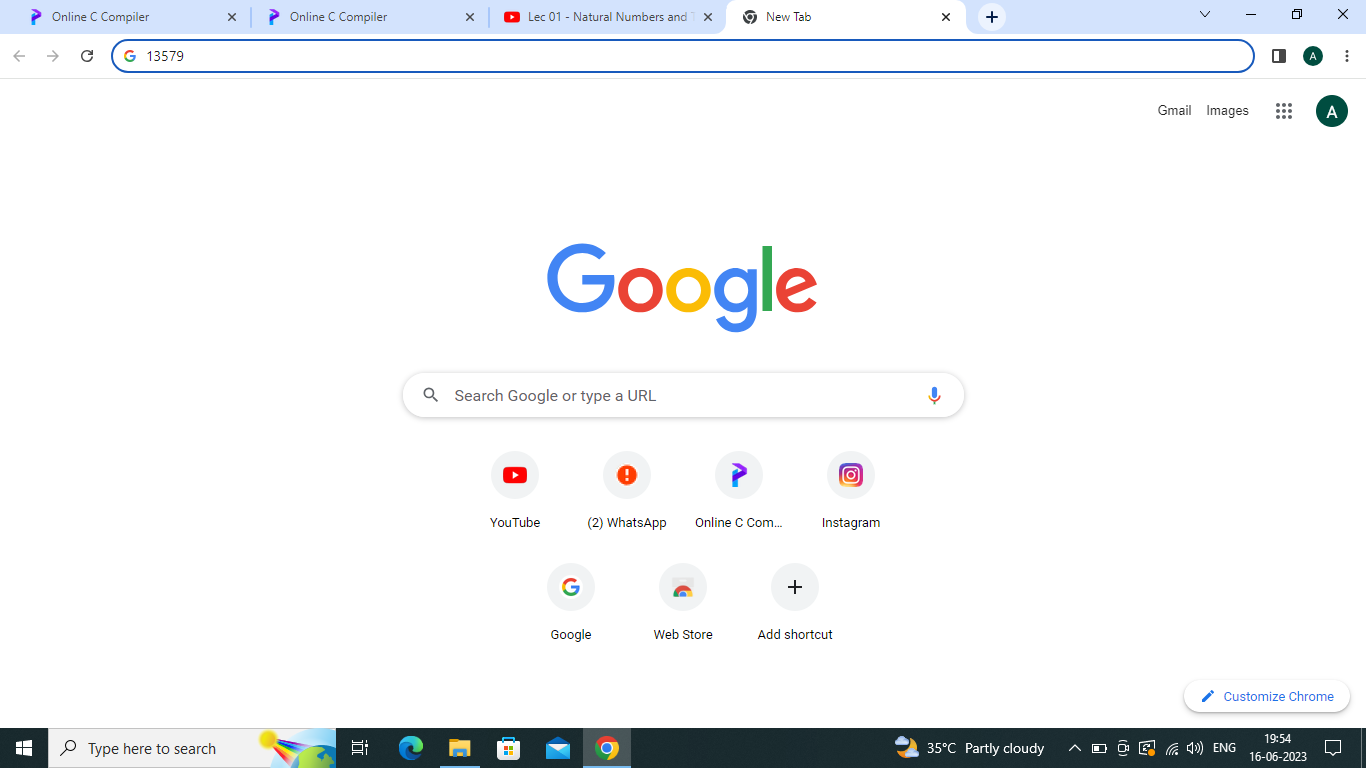 Online C Compiler
Online C Compiler
Lec 01 - Natural Numbers and
New Tab
13579
A
Gmail
Images
A
Google
Search Google or type a URL
YouTube
(2) WhatsApp
Online C Com...
Instagram
Google
Web Store
Add shortcut
Customize Chrome
Type here to search
35°C Partly cloudy
ENG
19:54
16-06-2023